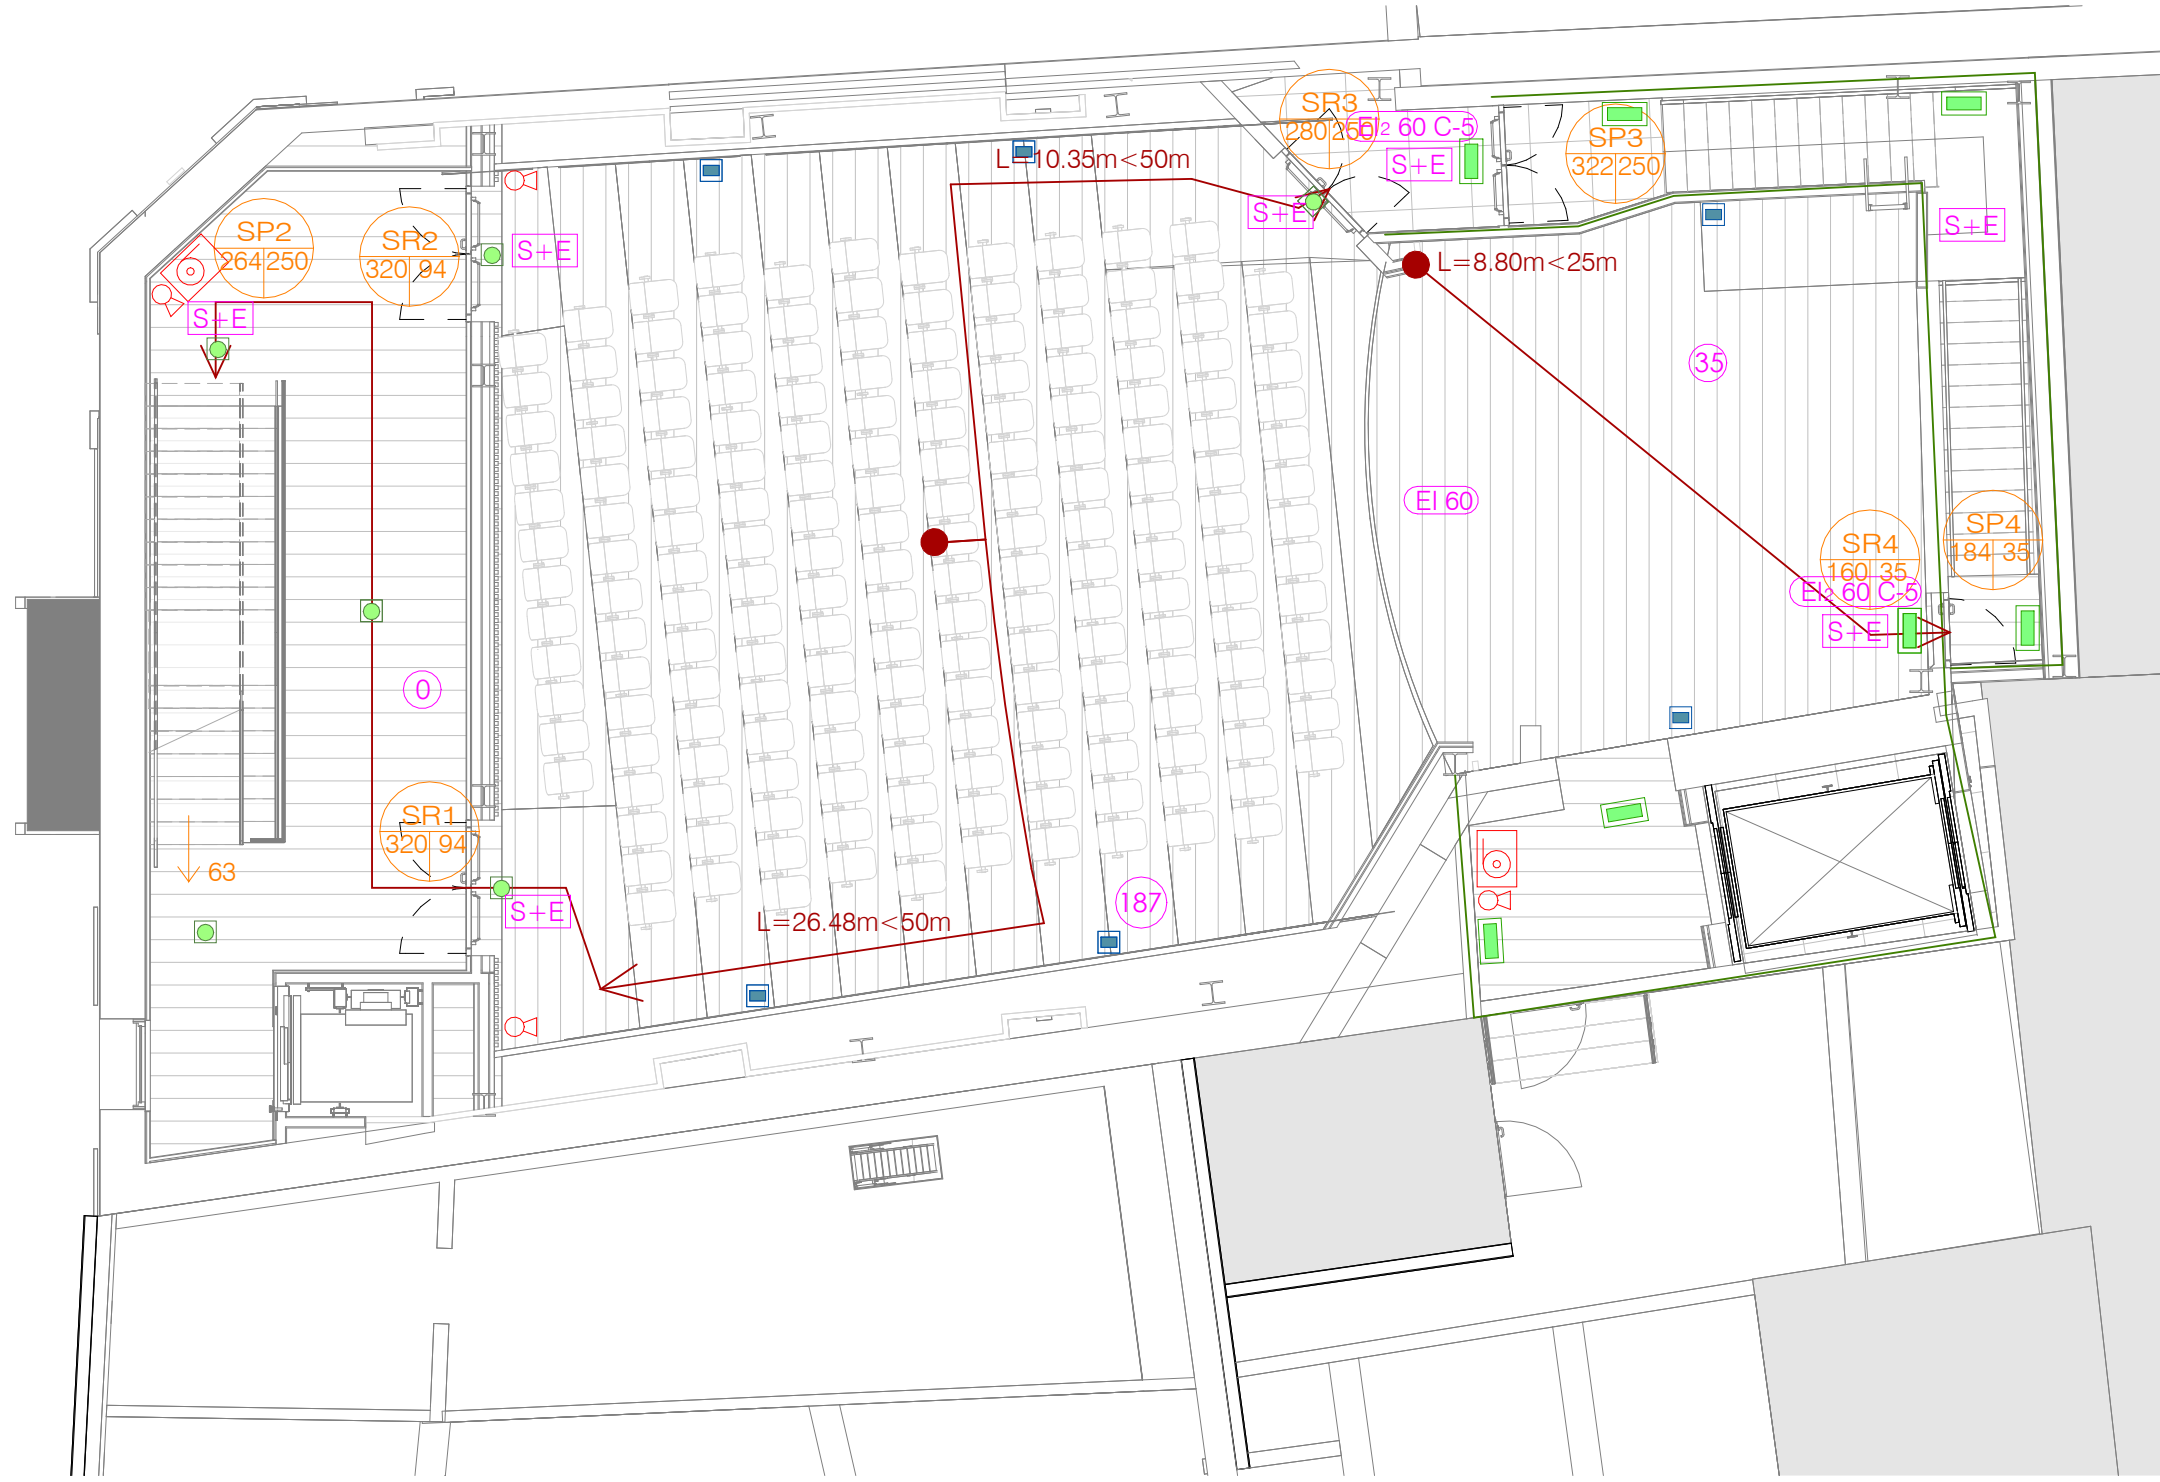 SR3
280 250
EI2 60 C-5
S+E
SP3
322 250
L=10.35m<50m
S+E
S+E
SP2
264 250
SR2
320 94
S+E
S+E
L=8.80m<25m
35
EI 60
SR4
160 35
SP4
184 35
EI2 60 C-5
S+E
0
SR1
320 94
63
S+E
L=26.48m<50m
187